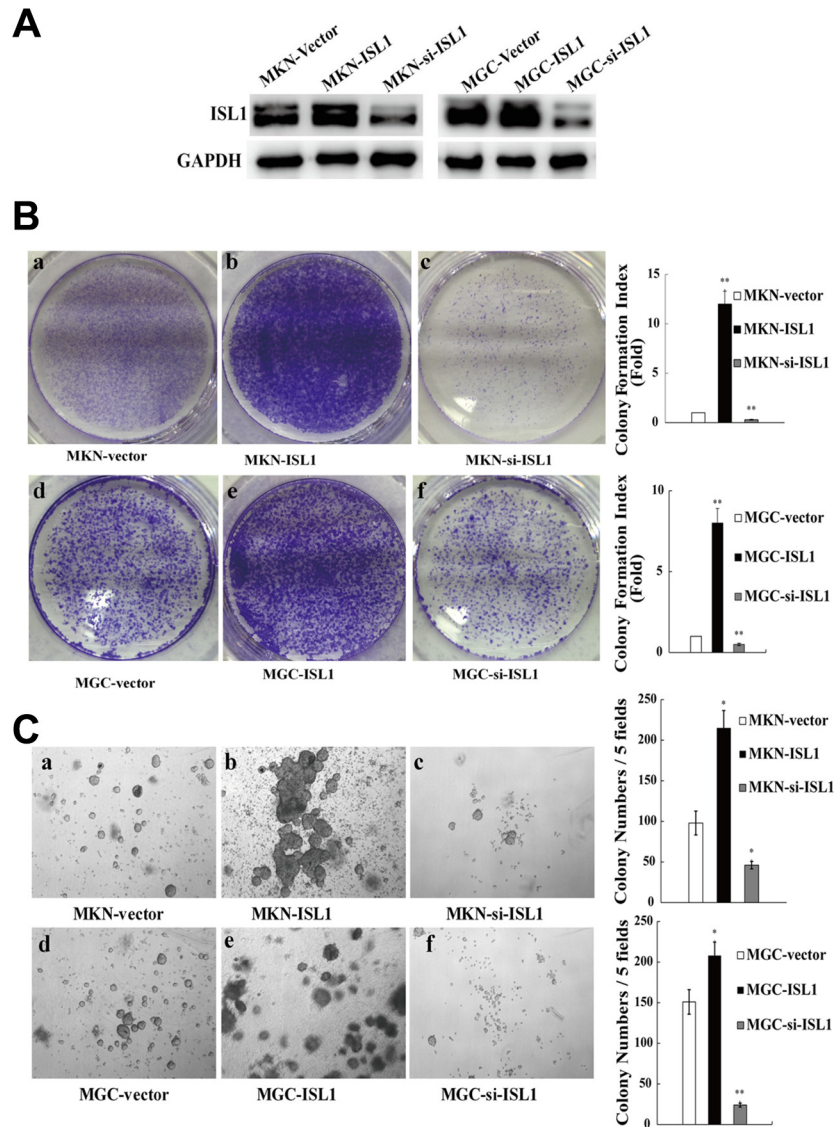 A
MKN-Vector
MKN-ISL1
MKN-si-ISL1
MGC-Vector
MGC-ISL1
MGC-si-ISL1
ISL1
GAPDH
B
a
b
c
MKN-vector
MKN-ISL1
MKN-si-ISL1
Colony Formation Index
(Fold)
15
10
5
0
**
**
MKN-vector
MKN-ISL1
MKN-si-ISL1
d
e
f
MGC-vector
MGC-ISL1
MGC-si-ISL1
Colony Formation Index
(Fold)
10
5
0
**
**
MGC-vector
MGC-ISL1
MGC-si-ISL1
C
a
b
c
MKN-vector
MKN-ISL1
MKN-si-ISL1
Colony Numbers / 5 fields
250
200
150
100
50
0
*
*
MKN-vector
MKN-ISL1
MKN-si-ISL1
d
e
f
MGC-vector
MGC-ISL1
MGC-si-ISL1
Colony Numbers / 5 fields
250
200
150
100
50
0
*
**
MGC-vector
MGC-ISL1
MGC-si-ISL1